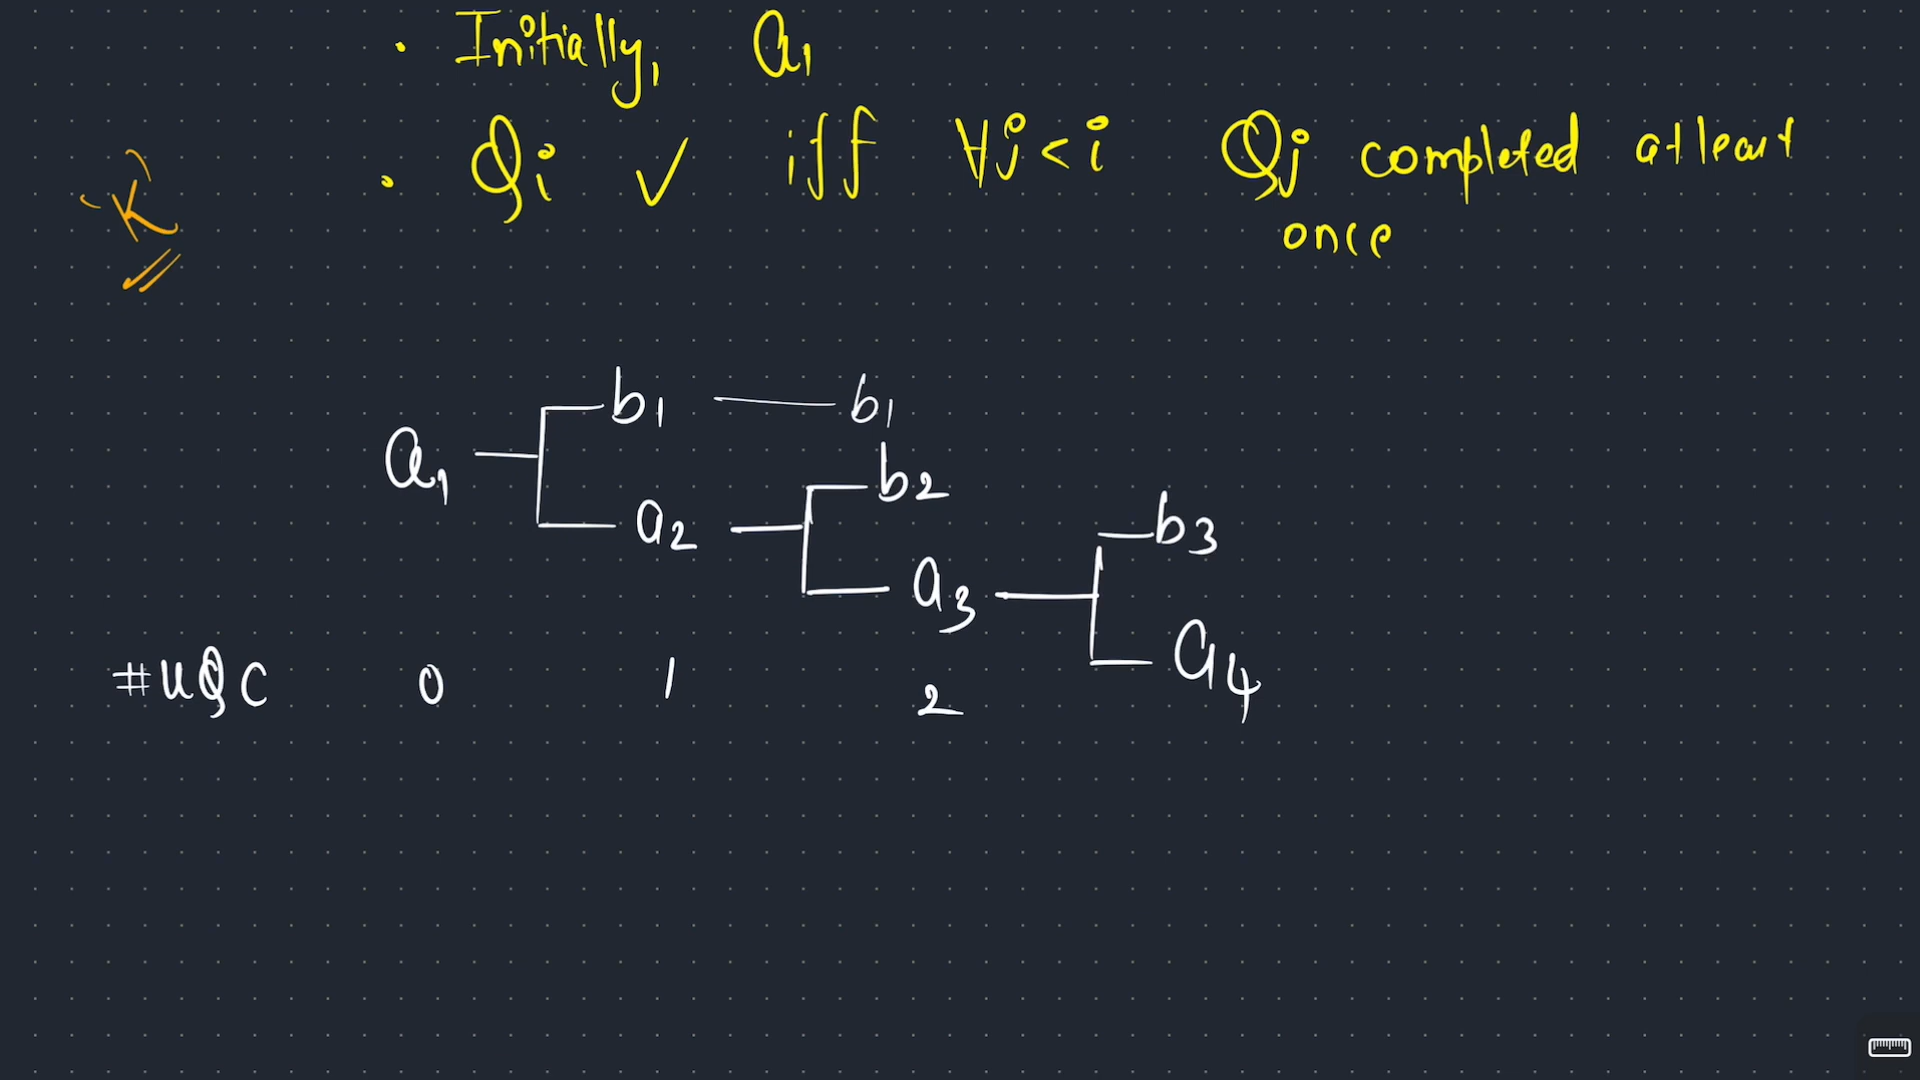 • Initially, a1
• Qi ✓ iff ∀j < i Qj completed atleast
once
"K"
b1 — b1
a1 b2
a2 b3
a3
a4
#UQC 0 1 2